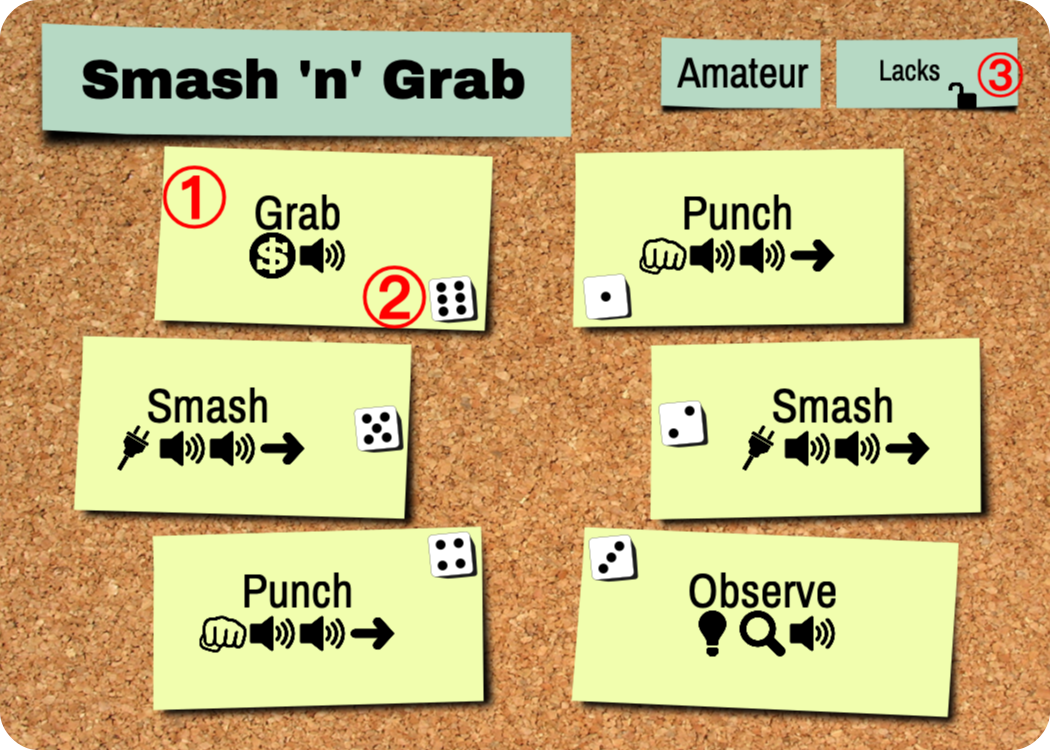 Smash 'n' Grab
Amateur
Lacks ③
①
Grab
②
Punch
Smash
Smash
Punch
Observe